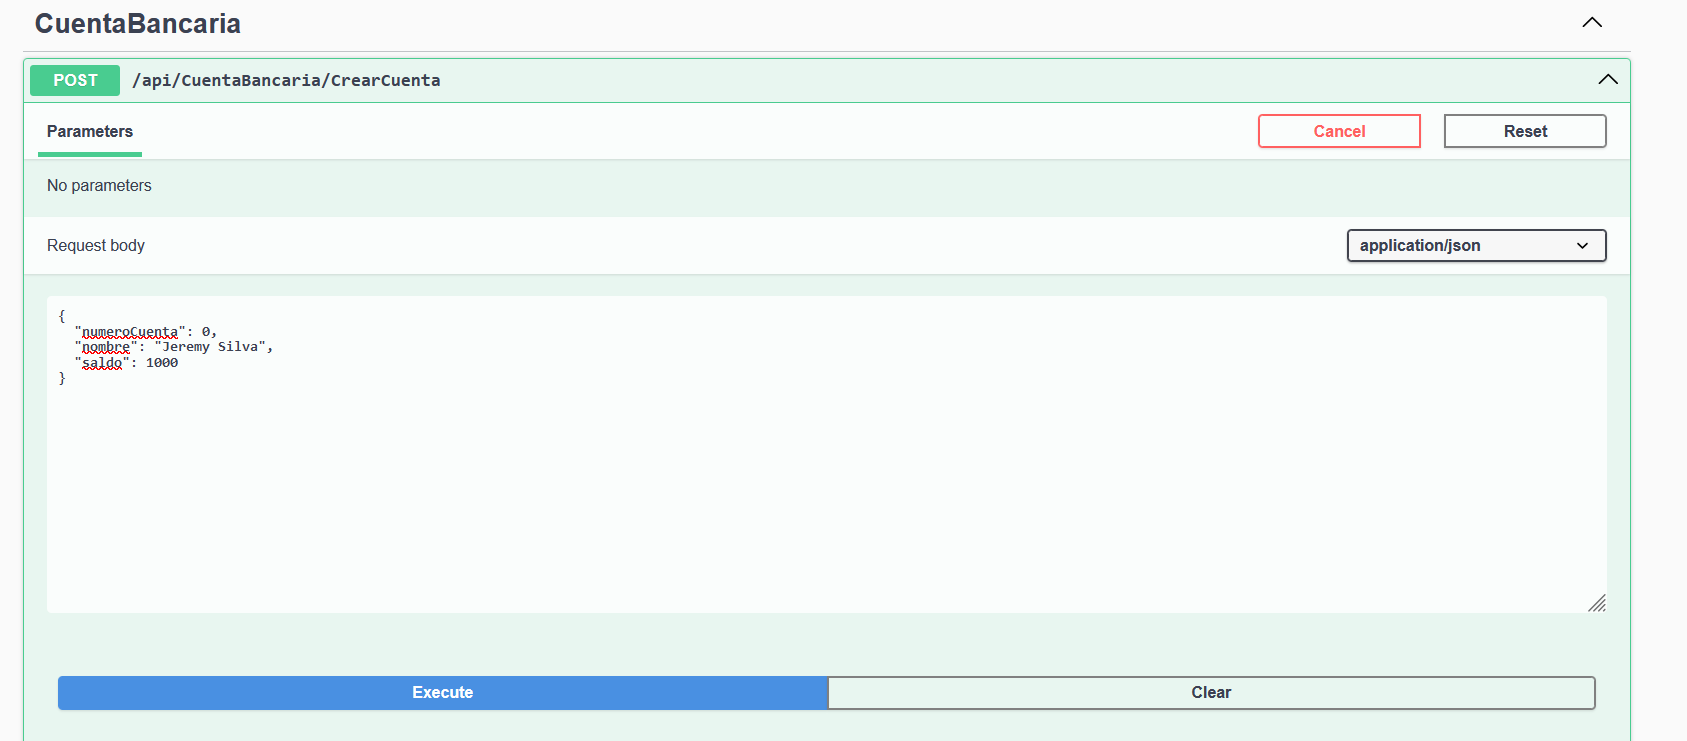 CuentaBancaria
POST /api/CuentaBancaria/CrearCuenta
Parameters
Cancel
Reset
No parameters
Request body
application/json
{
  "numeroCuenta": 0,
  "nombre": "Jeremy Silva",
  "saldo": 1000
}
Execute
Clear